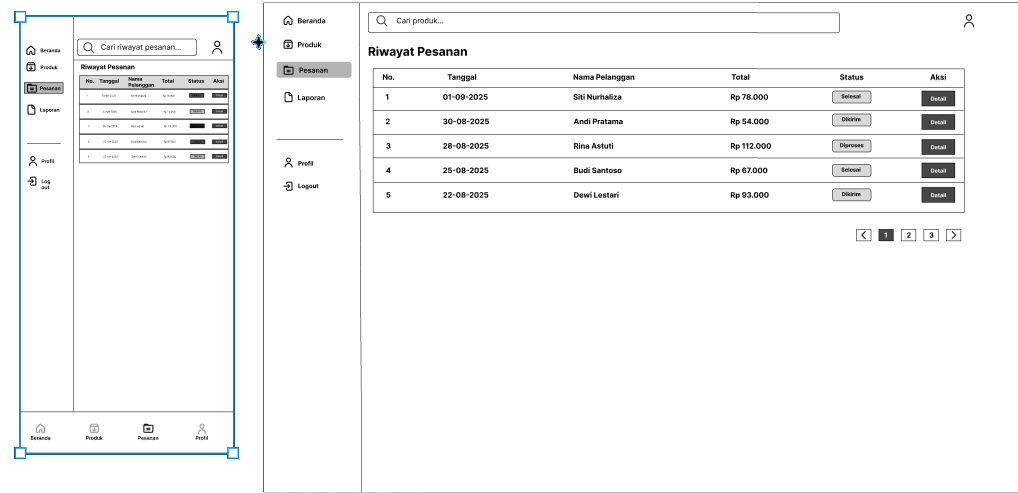 Cari riwayat pesanan...
Beranda
Produk
Pesanan
Laporan
Profil
Log
out
Riwayat Pesanan
No. Tanggal Nama Pelanggan Total Status Aksi
Beranda Produk Pesanan Profil
Beranda
Produk
Pesanan
Laporan
Profil
Logout
Cari produk...
Riwayat Pesanan
No. Tanggal Nama Pelanggan Total Status Aksi
1 01-09-2025 Siti Nurhaliza Rp 78.000 Selesai Detail
2 30-08-2025 Andi Pratama Rp 54.000 Dikirim Detail
3 28-08-2025 Rina Astuti Rp 112.000 Diproses Detail
4 25-08-2025 Budi Santoso Rp 67.000 Selesai Detail
5 22-08-2025 Dewi Lestari Rp 93.000 Dikirim Detail
1 2 3